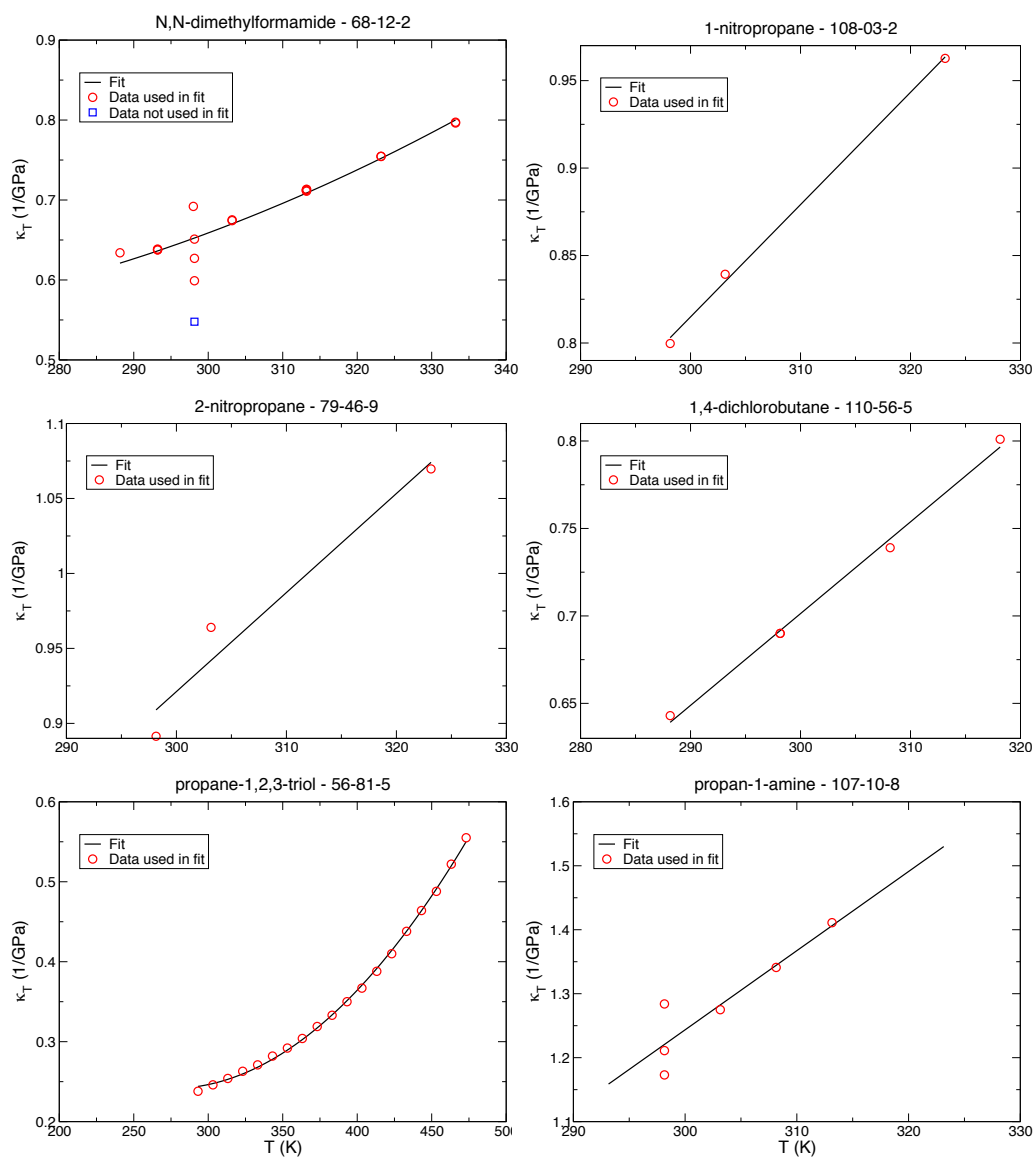 N,N-dimethylformamide - 68-12-2
0.9
0.8
0.7
0.6
0.5
κT (1/GPa)
Fit
Data used in fit
Data not used in fit
280 290 300 310 320 330 340
1-nitropropane - 108-03-2
0.95
0.9
0.85
0.8
κT (1/GPa)
Fit
Data used in fit
290 300 310 320 330
2-nitropropane - 79-46-9
1.1
1.05
1
0.95
0.9
κT (1/GPa)
Fit
Data used in fit
290 300 310 320 330
1,4-dichlorobutane - 110-56-5
0.8
0.75
0.7
0.65
κT (1/GPa)
Fit
Data used in fit
280 290 300 310 320
propane-1,2,3-triol - 56-81-5
0.6
0.5
0.4
0.3
0.2
κT (1/GPa)
Fit
Data used in fit
200 250 300 350 400 450 500
T (K)
propan-1-amine - 107-10-8
1.6
1.5
1.4
1.3
1.2
1.1
κT (1/GPa)
Fit
Data used in fit
290 300 310 320 330
T (K)